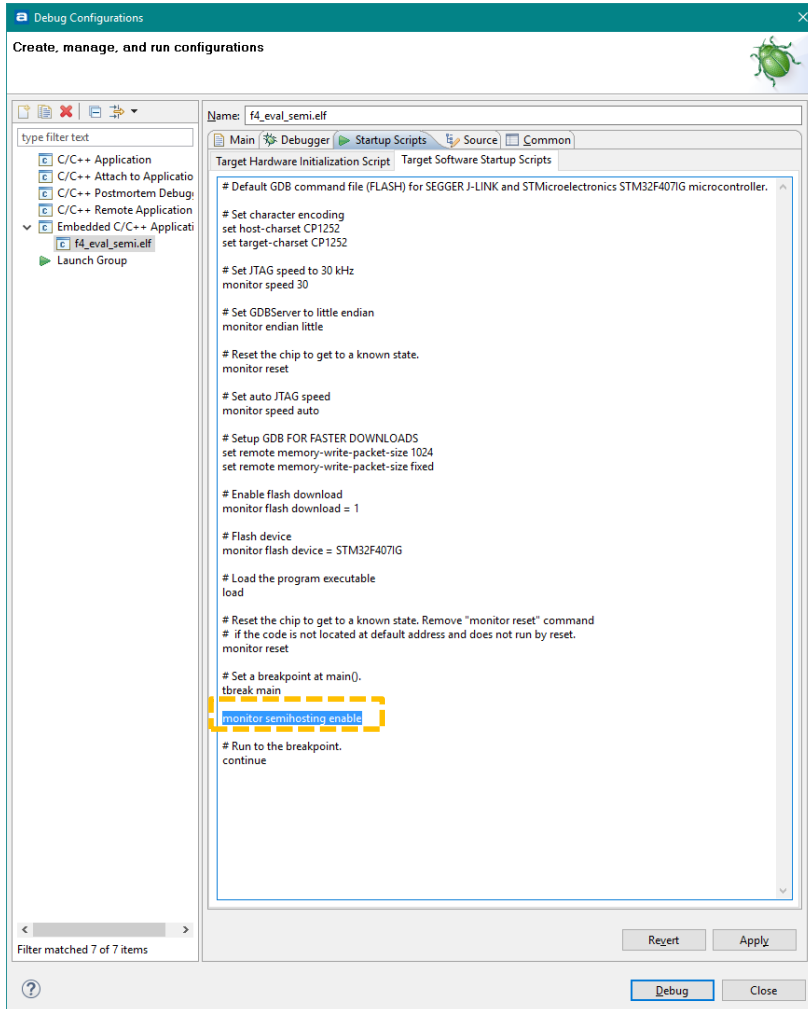 Debug Configurations
Create, manage, and run configurations
Name: f4_eval_semi.elf
type filter text
Main Debugger Startup Scripts Source Common
Target Hardware Initialization Script Target Software Startup Scripts
C/C++ Application
C/C++ Attach to Applicatio
C/C++ Postmortem Debug
C/C++ Remote Application
Embedded C/C++ Applicati
f4_eval_semi.elf
Launch Group
# Default GDB command file (FLASH) for SEGGER J-LINK and STMicroelectronics STM32F407IG microcontroller.
# Set character encoding
set host-charset CP1252
set target-charset CP1252
# Set JTAG speed to 30 kHz
monitor speed 30
# Set GDBServer to little endian
monitor endian little
# Reset the chip to get to a known state.
monitor reset
# Set auto JTAG speed
monitor speed auto
# Setup GDB FOR FASTER DOWNLOADS
set remote memory-write-packet-size 1024
set remote memory-write-packet-size fixed
# Enable flash download
monitor flash download = 1
# Flash device
monitor flash device = STM32F407IG
# Load the program executable
load
# Reset the chip to get to a known state. Remove "monitor reset" command
# if the code is not located at default address and does not run by reset.
monitor reset
# Set a breakpoint at main().
tbreak main
monitor semihosting enable
# Run to the breakpoint.
continue
Filter matched 7 of 7 items
Revert Apply
Debug Close